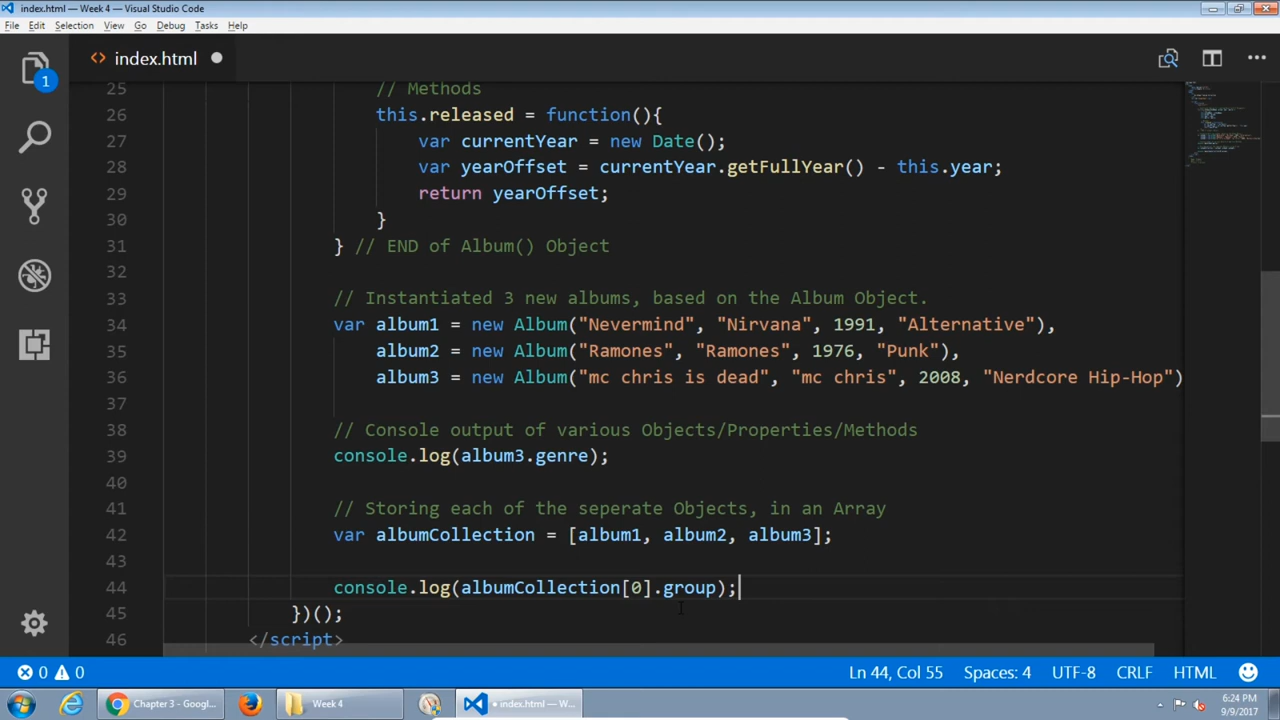 index.html — Week 4 — Visual Studio Code
File Edit Selection View Go Debug Tasks Help
1
<> index.html
25 // Methods
26 this.released = function(){
27 var currentYear = new Date();
28 var yearOffset = currentYear.getFullYear() - this.year;
29 return yearOffset;
30 }
31 } // END of Album() Object
32
33 // Instantiated 3 new albums, based on the Album Object.
34 var album1 = new Album("Nevermind", "Nirvana", 1991, "Alternative"),
35 album2 = new Album("Ramones", "Ramones", 1976, "Punk"),
36 album3 = new Album("mc chris is dead", "mc chris", 2008, "Nerdcore Hip-Hop")
37
38 // Console output of various Objects/Properties/Methods
39 console.log(album3.genre);
40
41 // Storing each of the seperate Objects, in an Array
42 var albumCollection = [album1, album2, album3];
43
44 console.log(albumCollection[0].group);
45 })();
46 </script>
0 0 Ln 44, Col 55 Spaces: 4 UTF-8 CRLF HTML
Chapter 3 - Googl... Week 4 • index.html — W... 6:24 PM
9/9/2017